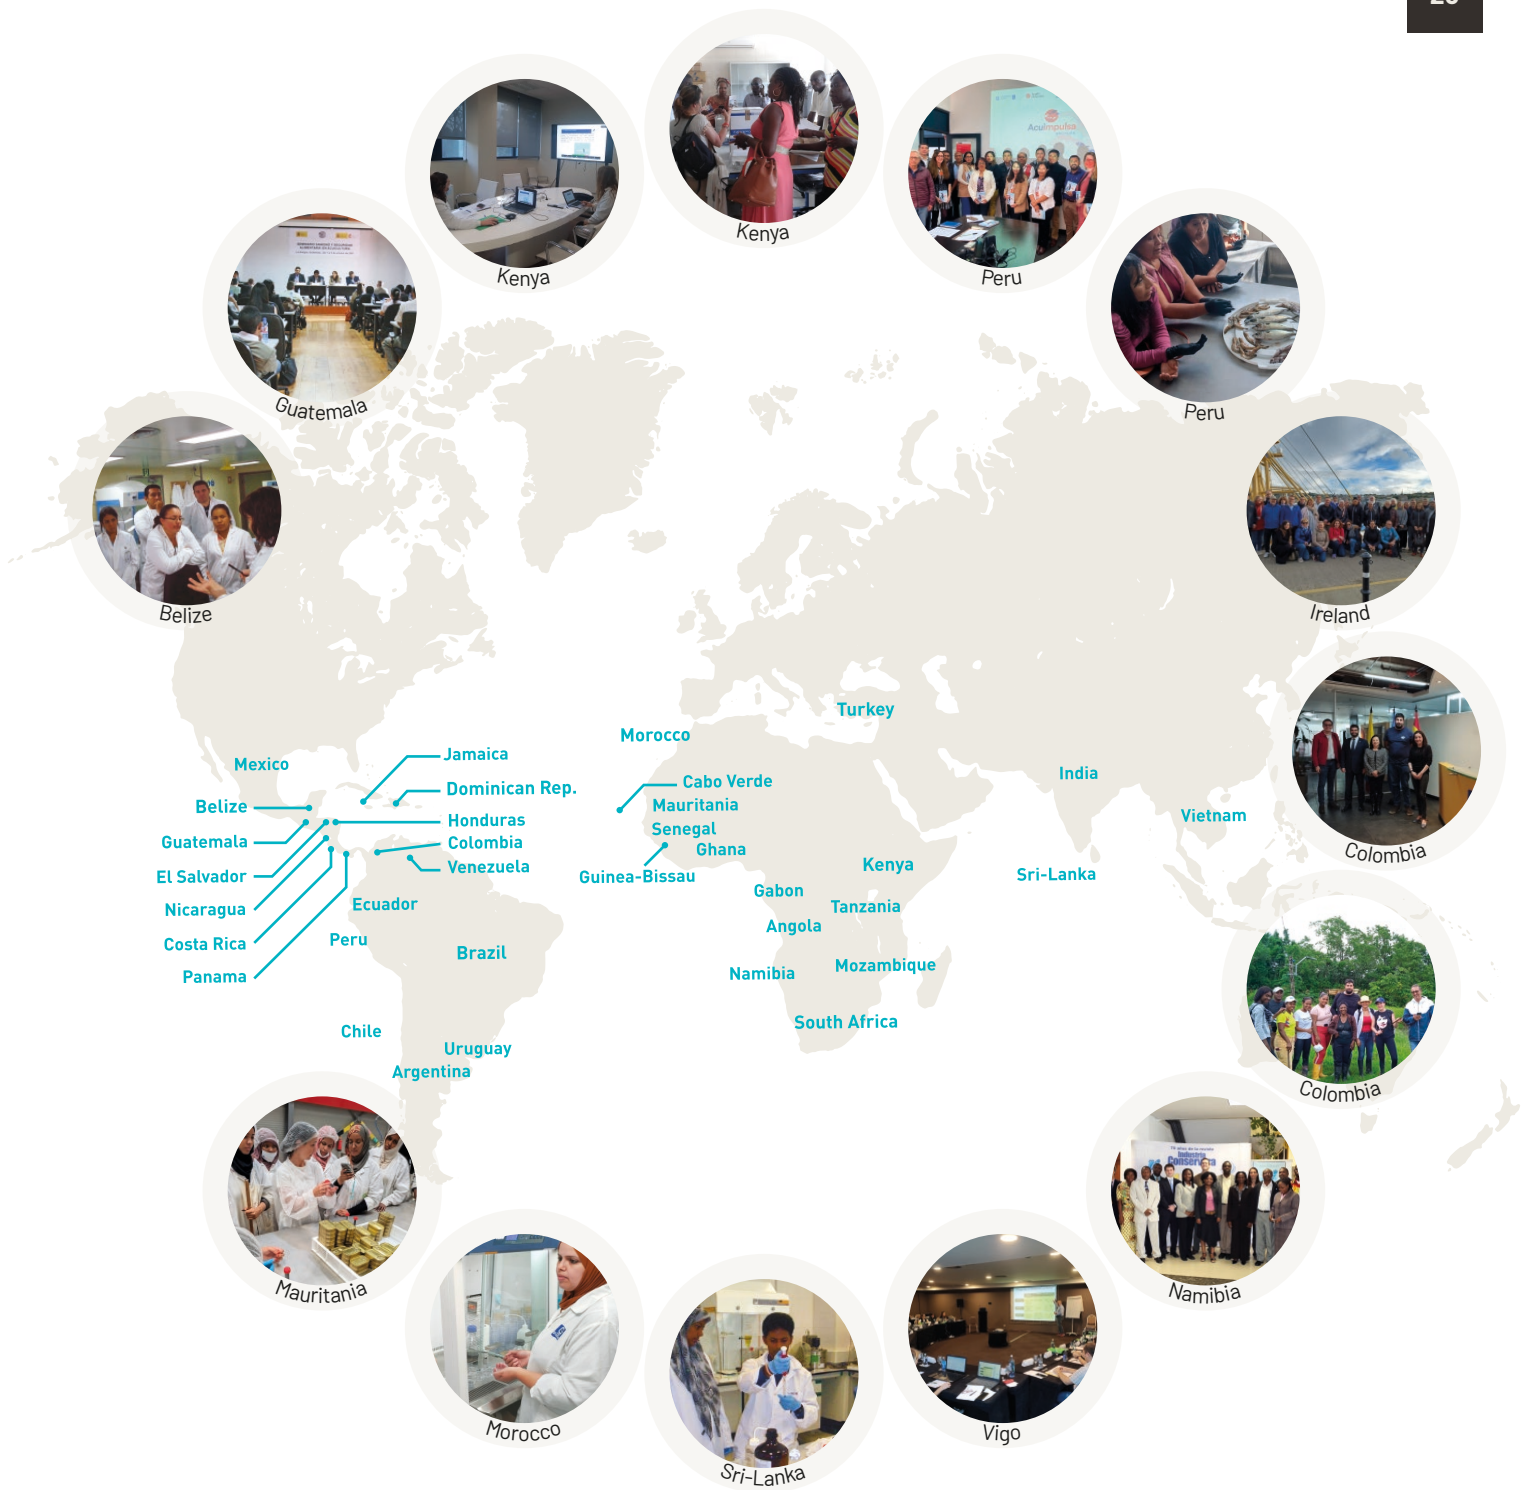 Kenya
Kenya
Peru
AcuImpulsa
Guatemala
Peru
Belize
Ireland
Colombia
Colombia
Turkey
Morocco
Mexico
Jamaica
Dominican Rep.
Belize
Honduras
Guatemala
Colombia
Venezuela
El Salvador
Nicaragua
Costa Rica
Panama
Ecuador
Peru
Brazil
Chile
Uruguay
Argentina
Cabo Verde
Mauritania
Senegal
Ghana
Guinea-Bissau
Kenya
Gabon
Tanzania
Angola
Namibia
Mozambique
South Africa
India
Vietnam
Sri-Lanka
Industria
Conservera
Namibia
Mauritania
Morocco
Vigo
Sri-Lanka